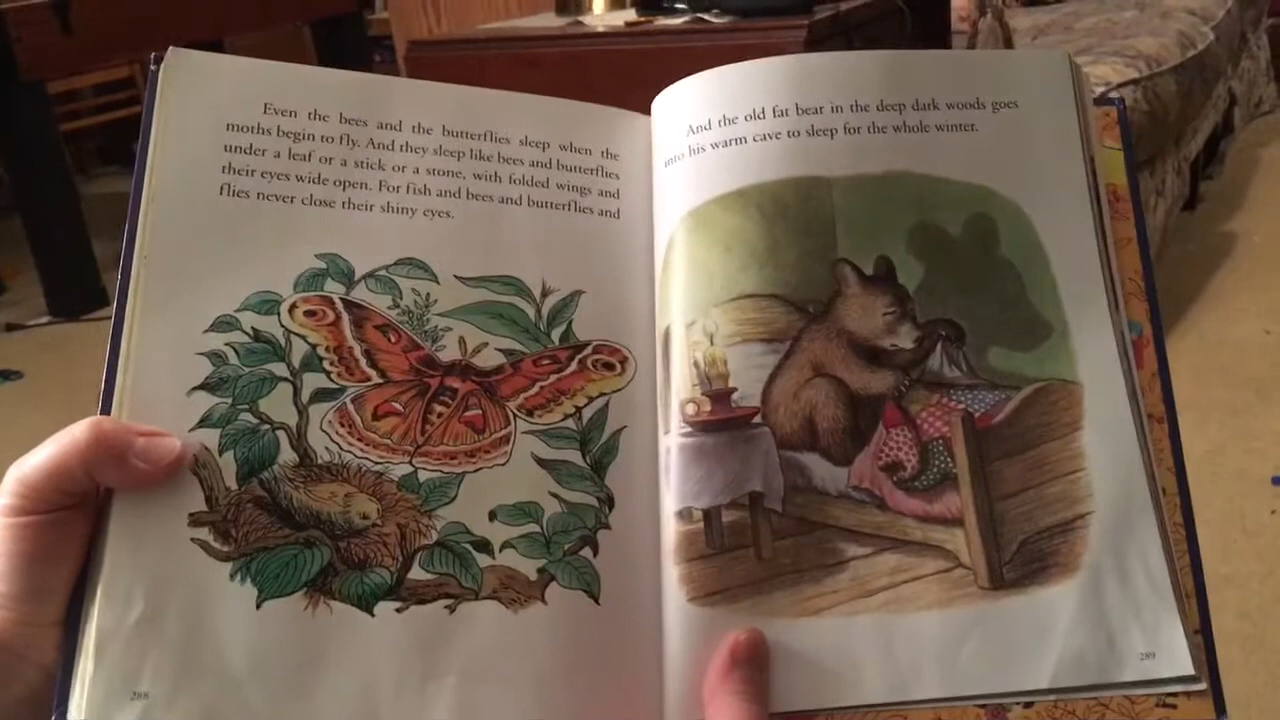 Even the bees and the butterflies sleep when the
moths begin to fly. And they sleep like bees and butterflies
under a leaf or a stick or a stone, with folded wings and
their eyes wide open. For fish and bees and butterflies and
flies never close their shiny eyes.
288
And the old fat bear in the deep dark woods goes
into his warm cave to sleep for the whole winter.
289